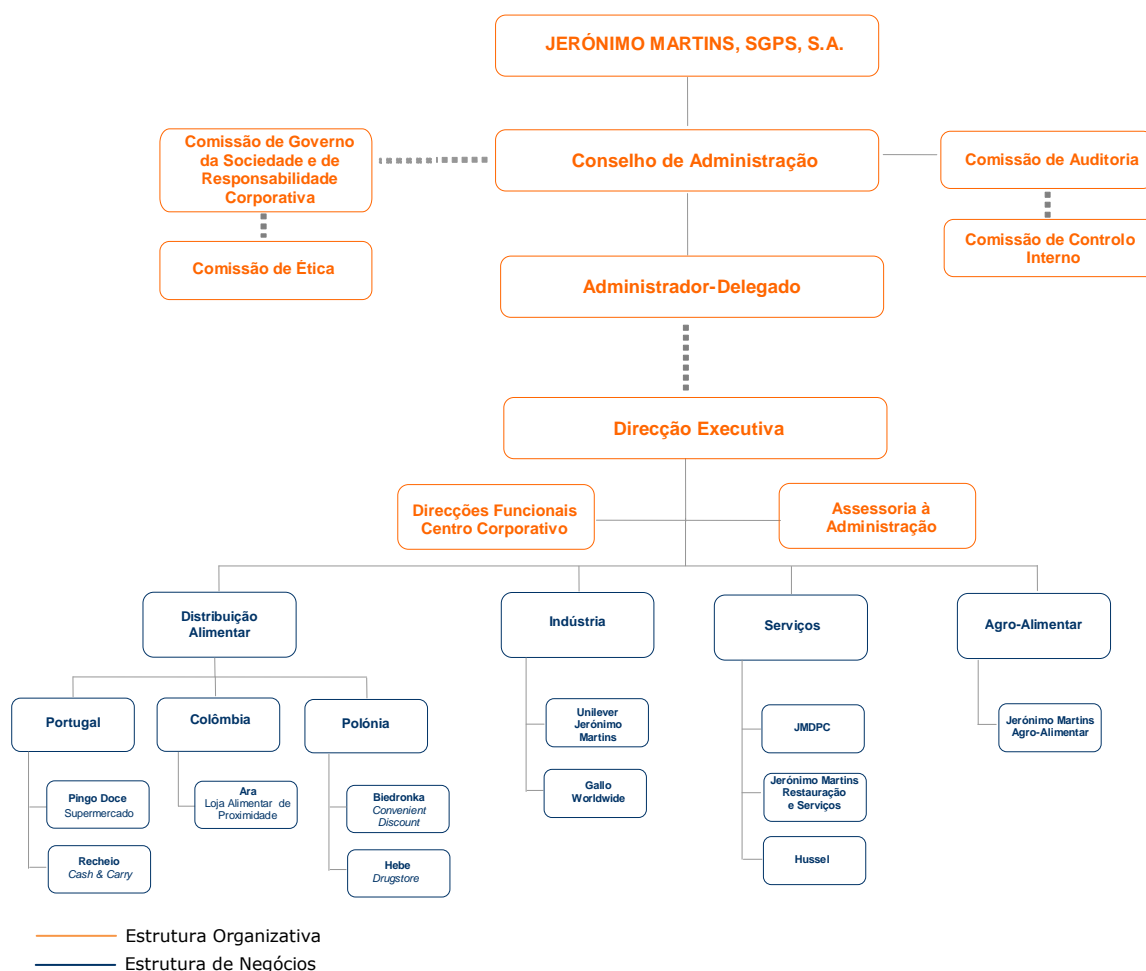 JERÓNIMO MARTINS, SGPS, S.A.
Comissão de Governo
da Sociedade e de
Responsabilidade
Corporativa
Conselho de Administração
Comissão de Auditoria
Comissão de Ética
Administrador-Delegado
Comissão de Controlo
Interno
Direcção Executiva
Direcções Funcionais
Centro Corporativo
Assessoria à
Administração
Distribuição
Alimentar
Indústria
Serviços
Agro-Alimentar
Portugal
Colômbia
Polónia
Unilever
Jerónimo
Martins
JMDPC
Jerónimo Martins
Agro-Alimentar
Pingo Doce
Supermercado
Ara
Loja Alimentar de
Proximidade
Biedronka
Convenient
Discount
Gallo
Worldwide
Jerónimo Martins
Restauração
e Serviços
Recheio
Cash & Carry
Hebe
Drugstore
Hussel
Estrutura Organizativa
Estrutura de Negócios